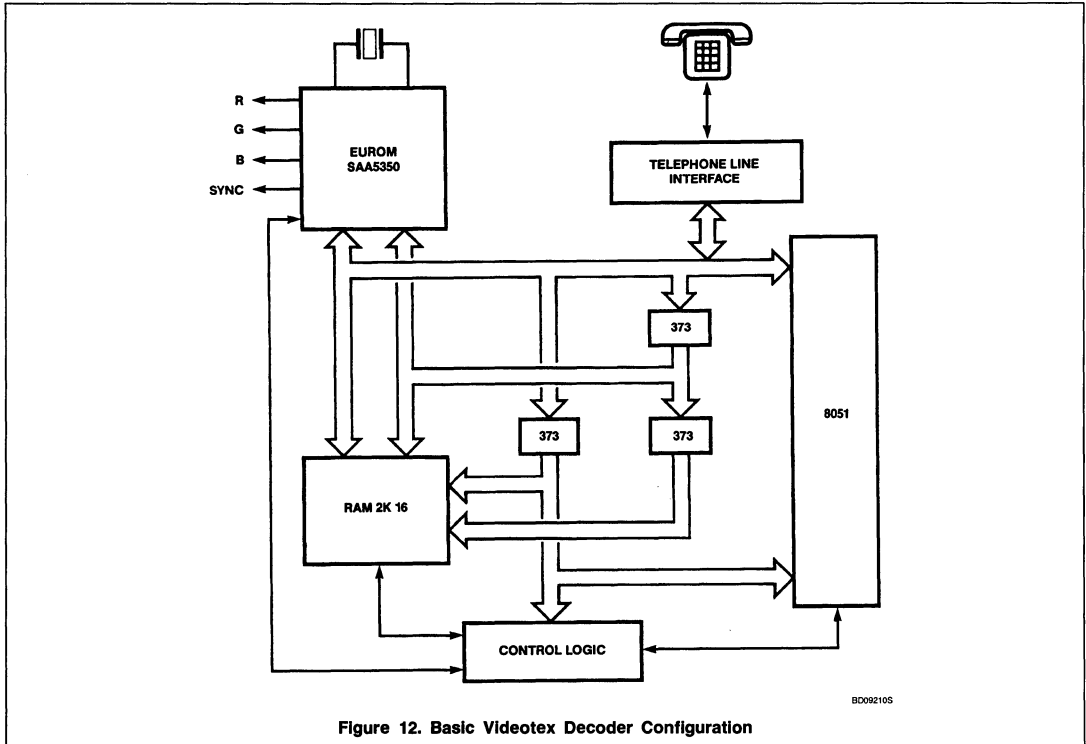 R
G
B
SYNC
EUROM
SAA5350
TELEPHONE LINE
INTERFACE
373
373
373
8051
RAM 2K 16
CONTROL LOGIC
BD09210S
Figure 12. Basic Videotex Decoder Configuration